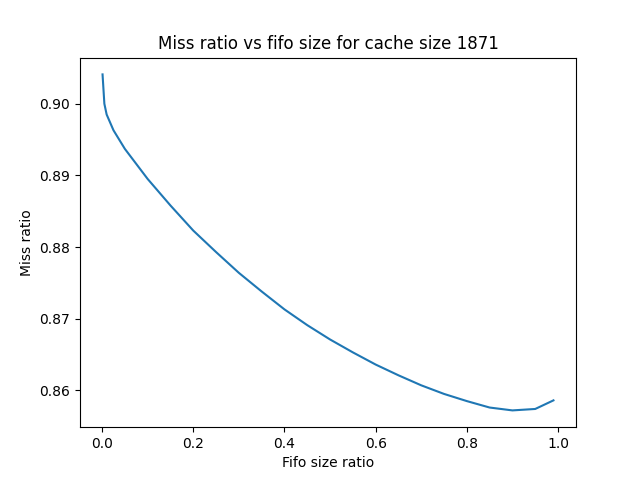 Miss ratio vs fifo size for cache size 1871
0.90
0.89
0.88
0.87
0.86
Miss ratio
0.0 0.2 0.4 0.6 0.8 1.0
Fifo size ratio